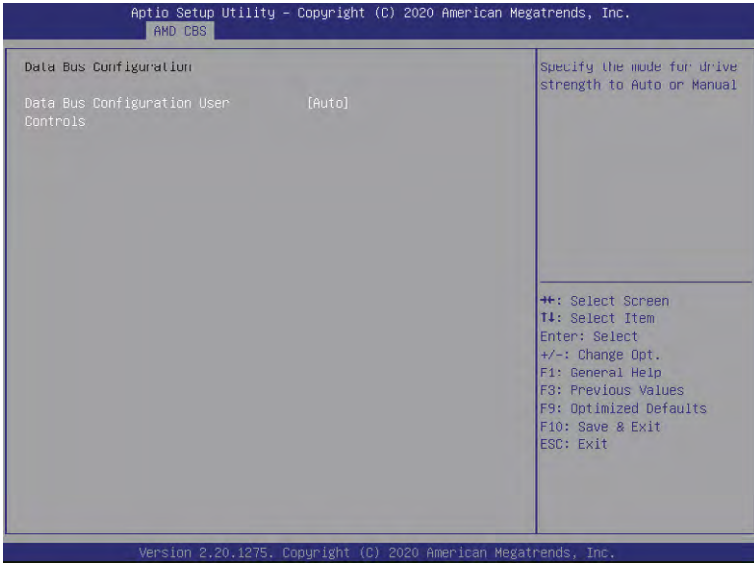 Aptio Setup Utility – Copyright (C) 2020 American Megatrends, Inc.
AMD CBS
Data Bus Configuration
Data Bus Configuration User [Auto]
Controls
Specify the mode for drive
strength to Auto or Manual
→←: Select Screen
↑↓: Select Item
Enter: Select
+/-: Change Opt.
F1: General Help
F3: Previous Values
F9: Optimized Defaults
F10: Save & Exit
ESC: Exit
Version 2.20.1275. Copyright (C) 2020 American Megatrends, Inc.